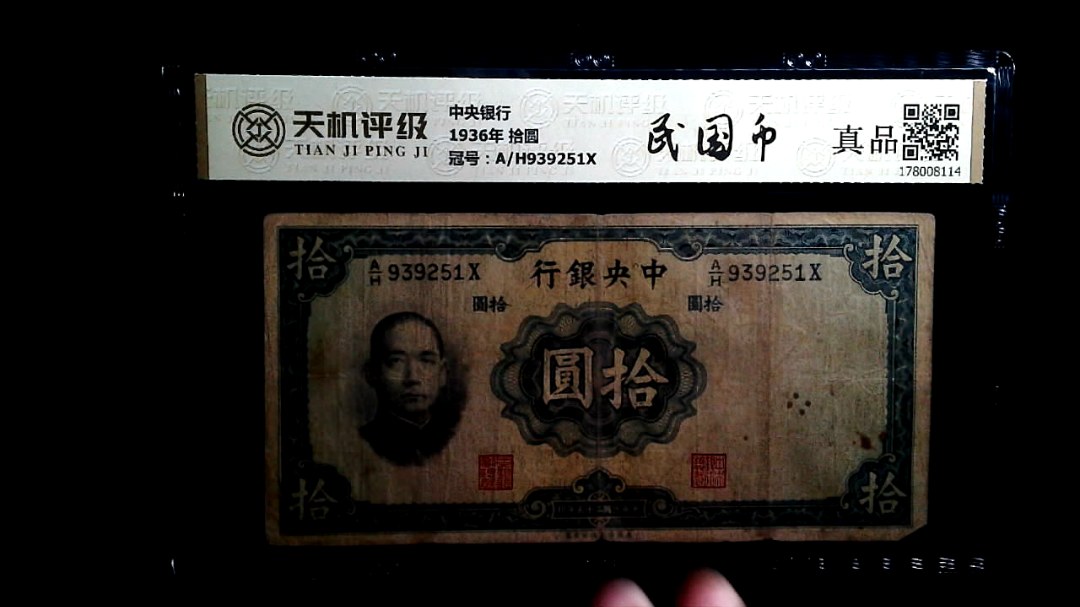 天机评级
TIAN JI PING JI
中央银行
1936年 拾圆
冠号：A/H939251X
民国币
真品
178008114
拾
A/H 939251X
行銀央中
A/H 939251X
拾
圓拾
圓拾
圓拾
拾
拾